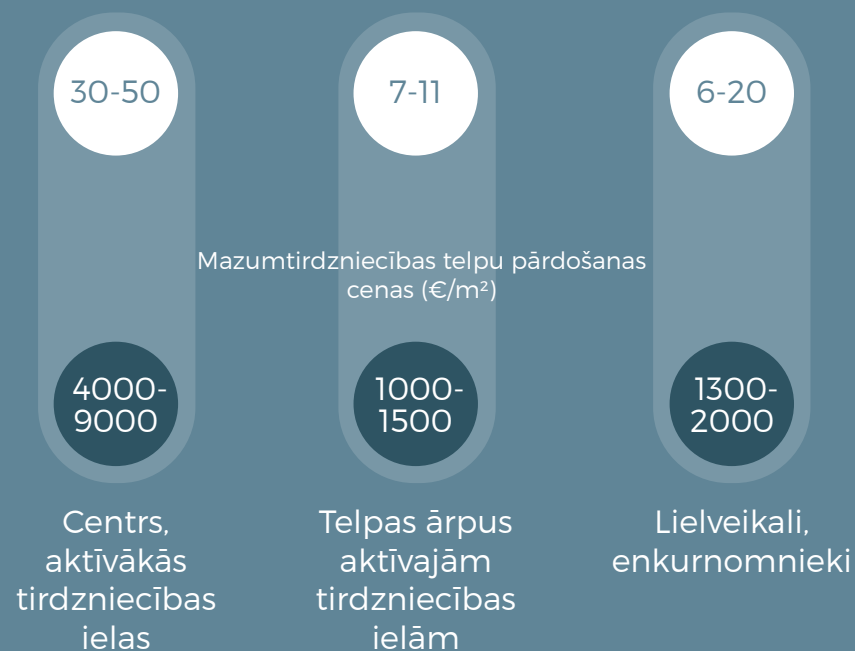 30-50
7-11
6-20
Mazumtirdzniecības telpu pārdošanas
cenas (€/m²)
4000-
9000
1000-
1500
1300-
2000
Centrs,
aktīvākās
tirdzniecības
ielas
Telpas ārpus
aktīvajām
tirdzniecības
ielām
Lielveikali,
enkurnomnieki